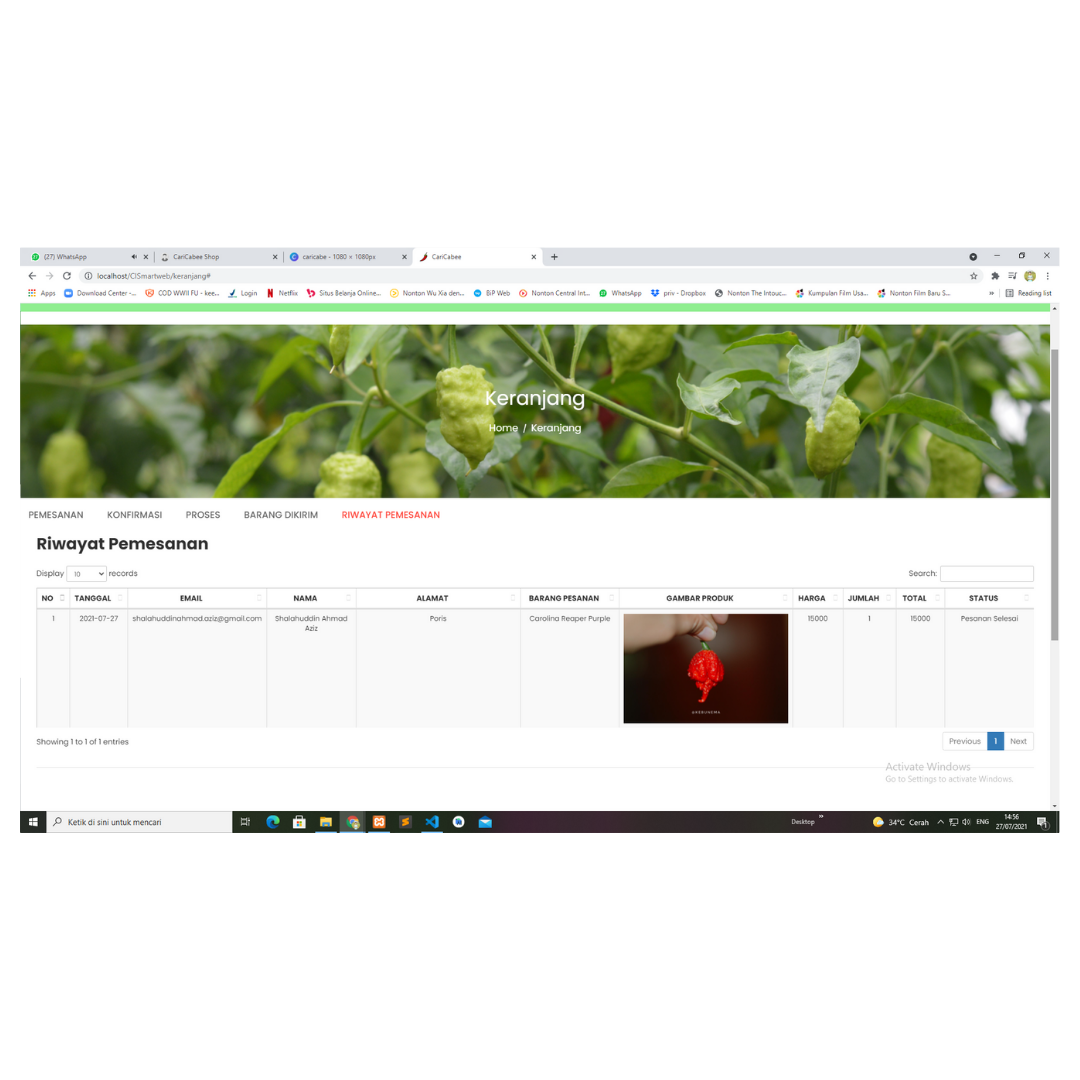 (27) WhatsApp
CariCabee Shop
caricabe - 1080 × 1080px
CariCabee
localhost/CISmartweb/keranjang#
Apps
Download Center -...
COD WWII FU - kee...
Login
Netflix
Situs Belanja Online...
Nonton Wu Xia den...
BiP Web
Nonton Central Int...
WhatsApp
priv - Dropbox
Nonton The Intouc...
Kumpulan Film Usa...
Nonton Film Baru S...
»
Reading list
Keranjang
Home / Keranjang
PEMESANAN KONFIRMASI PROSES BARANG DIKIRIM RIWAYAT PEMESANAN
Riwayat Pemesanan
Display 10 records
Search:
NO TANGGAL EMAIL NAMA ALAMAT BARANG PESANAN GAMBAR PRODUK HARGA JUMLAH TOTAL STATUS
1 2021-07-27 shalahuddinahmad.aziz@gmail.com Shalahuddin Ahmad Poris Carolina Reaper Purple 15000 1 15000 Pesanan Selesai
Aziz
Showing 1 to 1 of 1 entries
Previous 1 Next
Activate Windows
Go to Settings to activate Windows.
Ketik di sini untuk mencari
Desktop »
34°C Cerah
ENG
14:56
27/07/2021
1